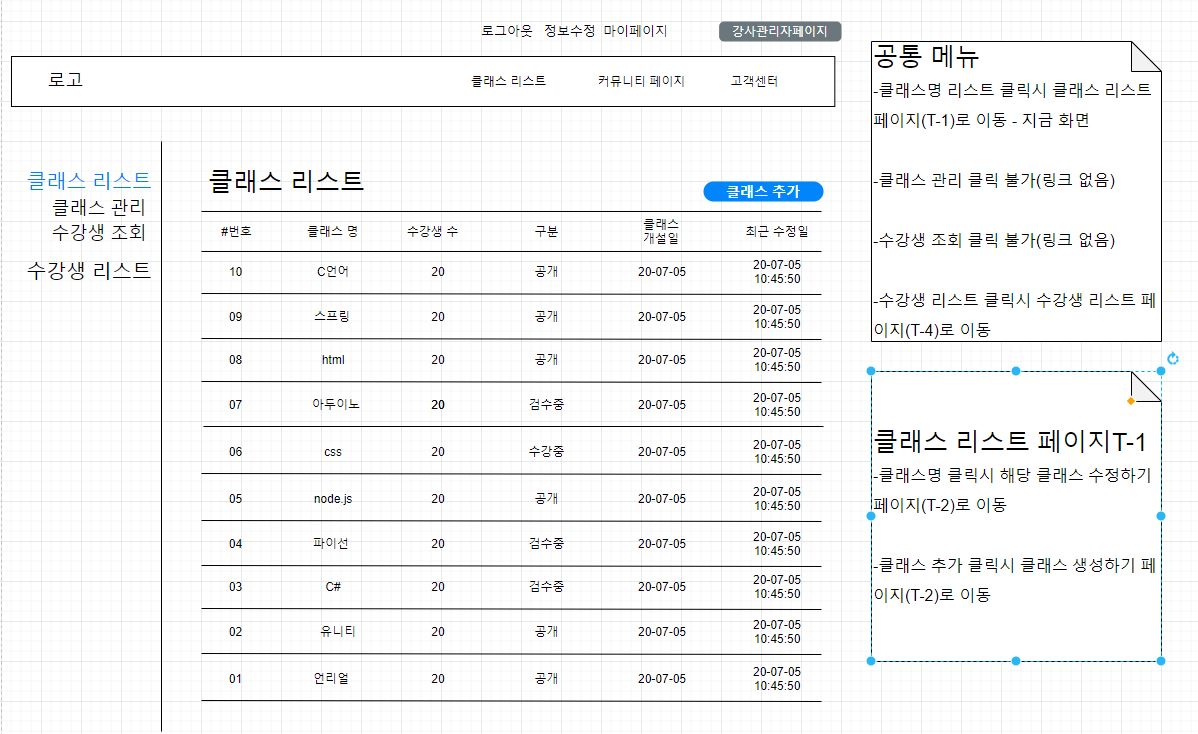 로그아웃 정보수정 마이페이지 강사관리자페이지
로고 클래스 리스트 커뮤니티 페이지 고객센터
클래스 리스트
클래스 관리
수강생 조회
수강생 리스트
클래스 리스트
클래스 추가
#번호 클래스 명 수강생 수 구분 클래스 개설일 최근 수정일
10 C언어 20 공개 20-07-05 20-07-05 10:45:50
09 스프링 20 공개 20-07-05 20-07-05 10:45:50
08 html 20 공개 20-07-05 20-07-05 10:45:50
07 아두이노 20 검수중 20-07-05 20-07-05 10:45:50
06 css 20 수강중 20-07-05 20-07-05 10:45:50
05 node.js 20 공개 20-07-05 20-07-05 10:45:50
04 파이선 20 검수중 20-07-05 20-07-05 10:45:50
03 C# 20 검수중 20-07-05 20-07-05 10:45:50
02 유니티 20 공개 20-07-05 20-07-05 10:45:50
01 언리얼 20 공개 20-07-05 20-07-05 10:45:50
공통 메뉴
-클래스명 리스트 클릭시 클래스 리스트
페이지(T-1)로 이동 - 지금 화면
-클래스 관리 클릭 불가(링크 없음)
-수강생 조회 클릭 불가(링크 없음)
-수강생 리스트 클릭시 수강생 리스트 페
이지(T-4)로 이동
클래스 리스트 페이지T-1
-클래스명 클릭시 해당 클래스 수정하기
페이지(T-2)로 이동
-클래스 추가 클릭시 클래스 생성하기 페
이지(T-2)로 이동